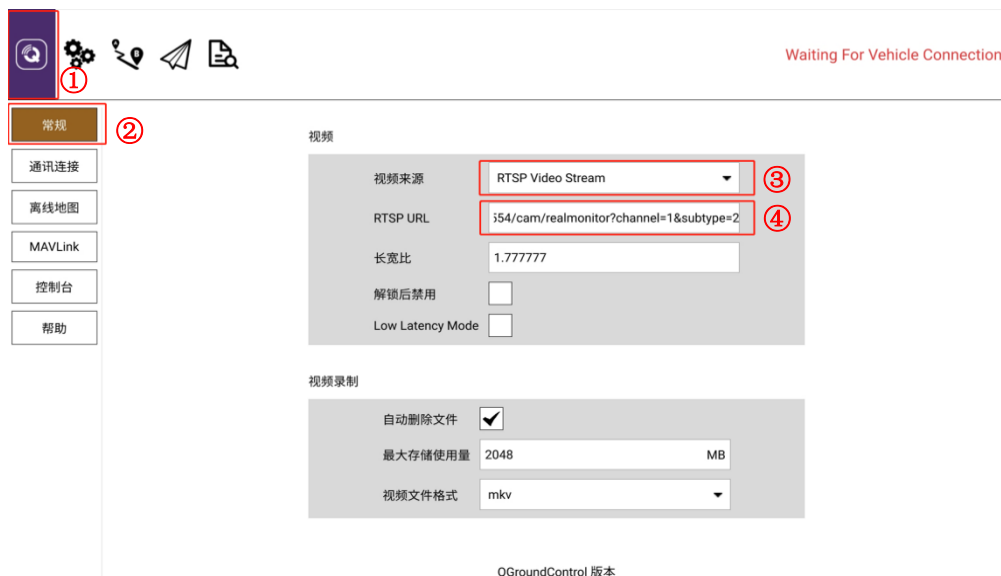 Waiting For Vehicle Connection
①
常规
②
通讯连接
离线地图
MAVLink
控制台
帮助
视频
视频来源 RTSP Video Stream ③
RTSP URL 554/cam/realmonitor?channel=1&subtype=2 ④
长宽比 1.777777
解锁后禁用
Low Latency Mode
视频录制
自动删除文件
最大存储使用量 2048 MB
视频文件格式 mkv
QGroundControl 版本